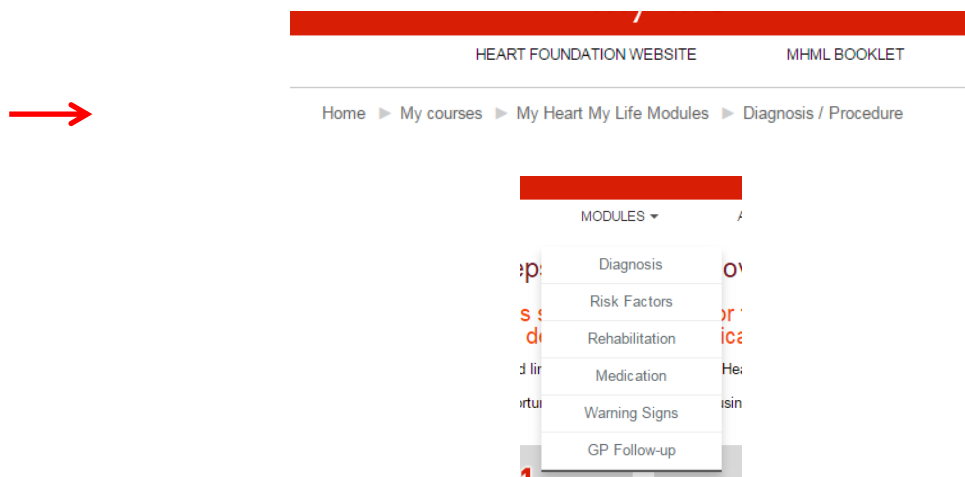 HEART FOUNDATION WEBSITE MHML BOOKLET
Home ► My courses ► My Heart My Life Modules ► Diagnosis / Procedure
MODULES
Diagnosis
Risk Factors
Rehabilitation
Medication
Warning Signs
GP Follow-up